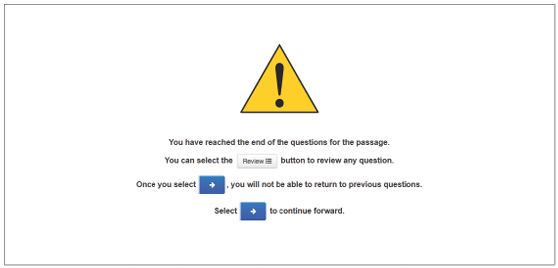 You have reached the end of the questions for the passage.
You can select the Review button to review any question.
Once you select , you will not be able to return to previous questions.
Select to continue forward.